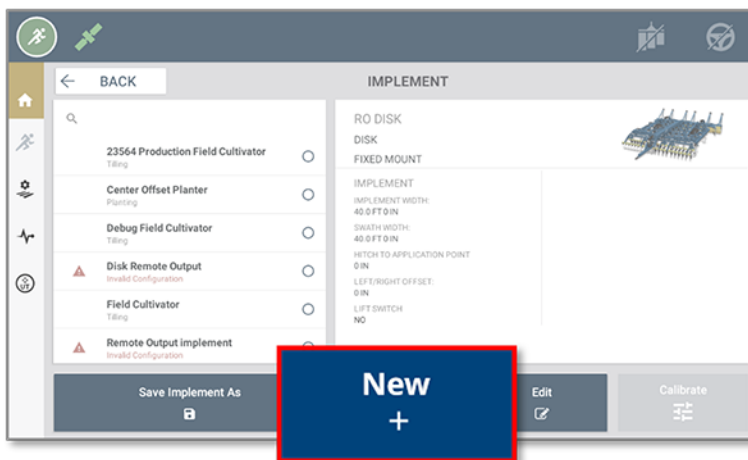 BACK
IMPLEMENT
23564 Production Field Cultivator
Tilling
Center Offset Planter
Planting
Debug Field Cultivator
Tilling
Disk Remote Output
Invalid Configuration
Field Cultivator
Tilling
Remote Output implement
Invalid Configuration
RO DISK
DISK
FIXED MOUNT
IMPLEMENT
IMPLEMENT WIDTH:
40.0 FT 0 IN
SWATH WIDTH:
40.0 FT 0 IN
HITCH TO APPLICATION POINT
0 IN
LEFT/RIGHT OFFSET:
0 IN
LIFT SWITCH
NO
UT
Save Implement As
New
Edit
Calibrate